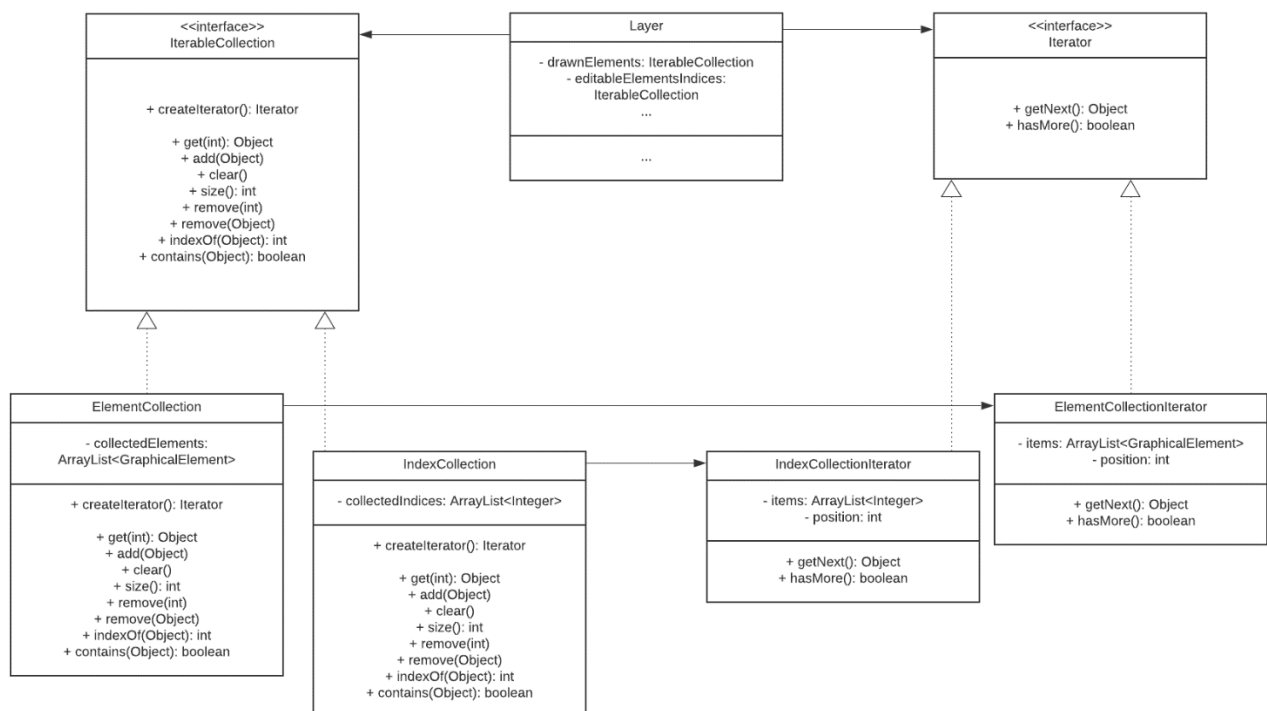 <<interface>>
IterableCollection
+ createIterator(): Iterator
+ get(int): Object
+ add(Object)
+ clear()
+ size(): int
+ remove(int)
+ remove(Object)
+ indexOf(Object): int
+ contains(Object): boolean
Layer
- drawnElements: IterableCollection
- editableElementsIndices:
IterableCollection
...
...
<<interface>>
Iterator
+ getNext(): Object
+ hasMore(): boolean
ElementCollection
- collectedElements:
ArrayList<GraphicalElement>
+ createIterator(): Iterator
+ get(int): Object
+ add(Object)
+ clear()
+ size(): int
+ remove(int)
+ remove(Object)
+ indexOf(Object): int
+ contains(Object): boolean
IndexCollection
- collectedIndices: ArrayList<Integer>
+ createIterator(): Iterator
+ get(int): Object
+ add(Object)
+ clear()
+ size(): int
+ remove(int)
+ remove(Object)
+ indexOf(Object): int
+ contains(Object): boolean
IndexCollectionIterator
- items: ArrayList<Integer>
- position: int
+ getNext(): Object
+ hasMore(): boolean
ElementCollectionIterator
- items: ArrayList<GraphicalElement>
- position: int
+ getNext(): Object
+ hasMore(): boolean